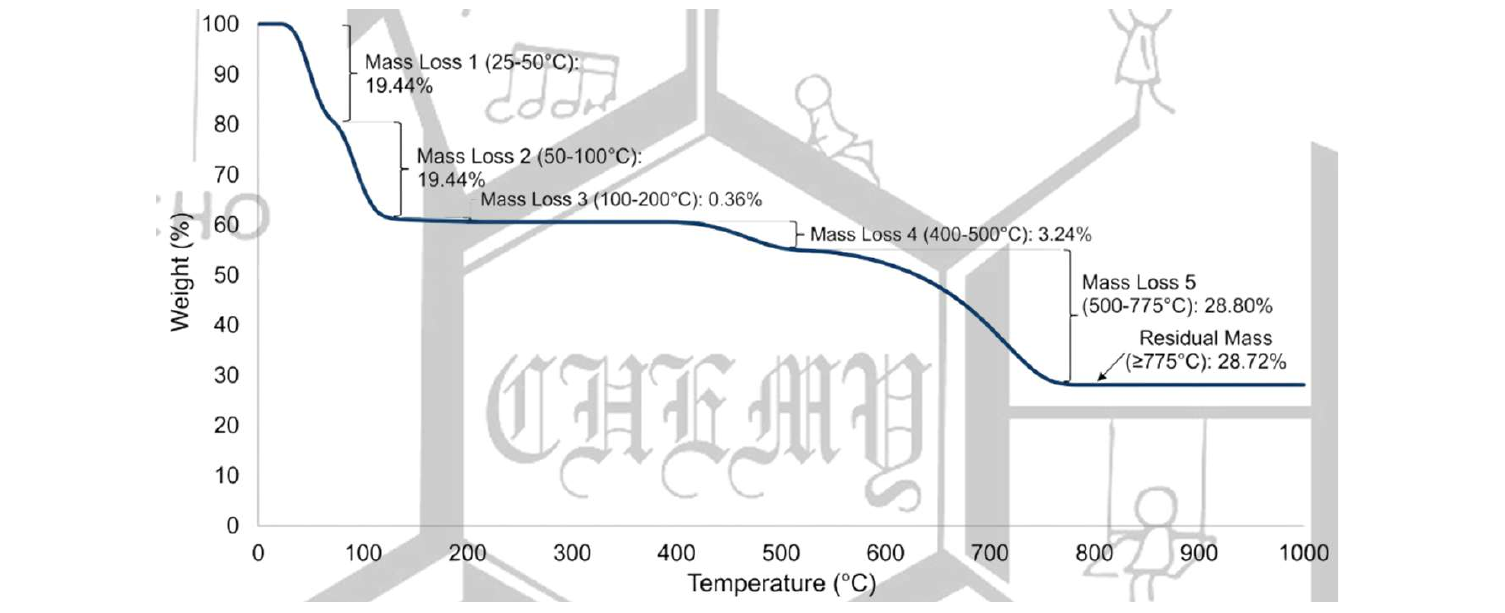 100
90
80
70
60
50
40
30
20
10
0
Weight (%)
Mass Loss 1 (25-50°C):
19.44%
Mass Loss 2 (50-100°C):
19.44%
Mass Loss 3 (100-200°C): 0.36%
Mass Loss 4 (400-500°C): 3.24%
Mass Loss 5
(500-775°C): 28.80%
Residual Mass
(≥775°C): 28.72%
CHO
CHEMY
0 100 200 300 400 500 600 700 800 900 1000
Temperature (°C)